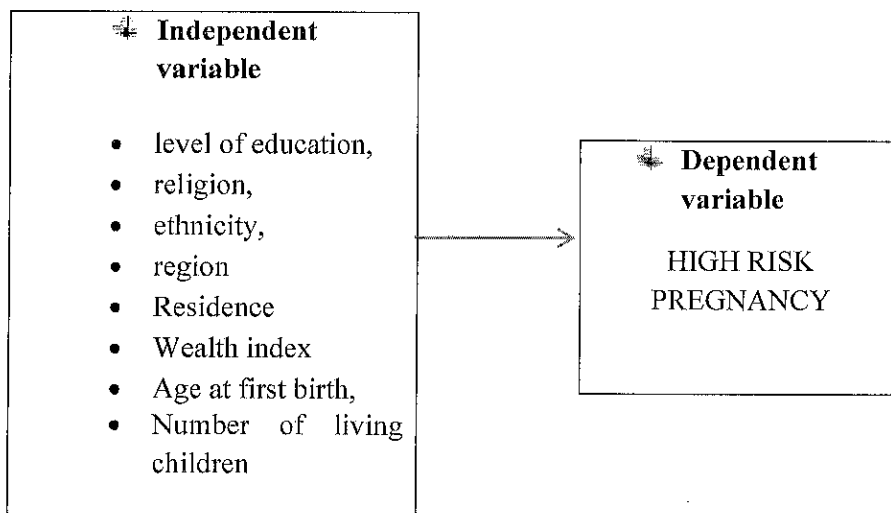 Independent
variable
• level of education,
• religion,
• ethnicity,
• region
• Residence
• Wealth index
• Age at first birth,
• Number of living
children
Dependent
variable
HIGH RISK
PREGNANCY